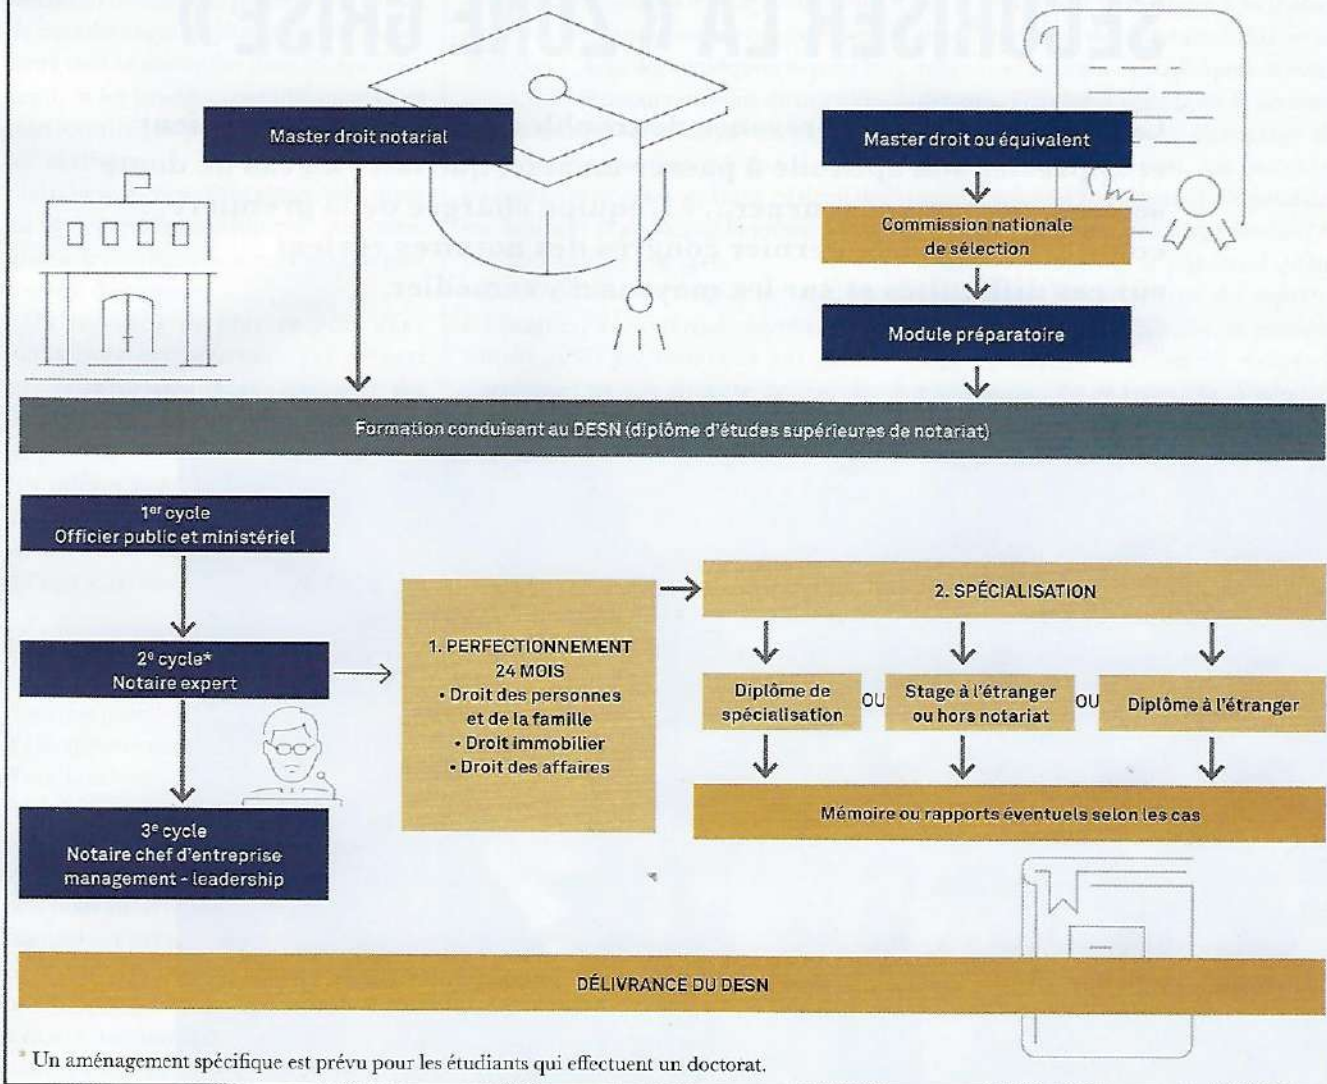 Master droit notarial
Master droit ou équivalent
Commission nationale
de sélection
Module préparatoire
Formation conduisant au DESN (diplôme d'études supérieures de notariat)
1er cycle
Officier public et ministériel
2e cycle*
Notaire expert
3e cycle
Notaire chef d'entreprise
management - leadership
1. PERFECTIONNEMENT
24 MOIS
• Droit des personnes
et de la famille
• Droit immobilier
• Droit des affaires
2. SPÉCIALISATION
Diplôme de
spécialisation
OU
Stage à l'étranger
ou hors notariat
OU
Diplôme à l'étranger
Mémoire ou rapports éventuels selon les cas
DÉLIVRANCE DU DESN
* Un aménagement spécifique est prévu pour les étudiants qui effectuent un doctorat.